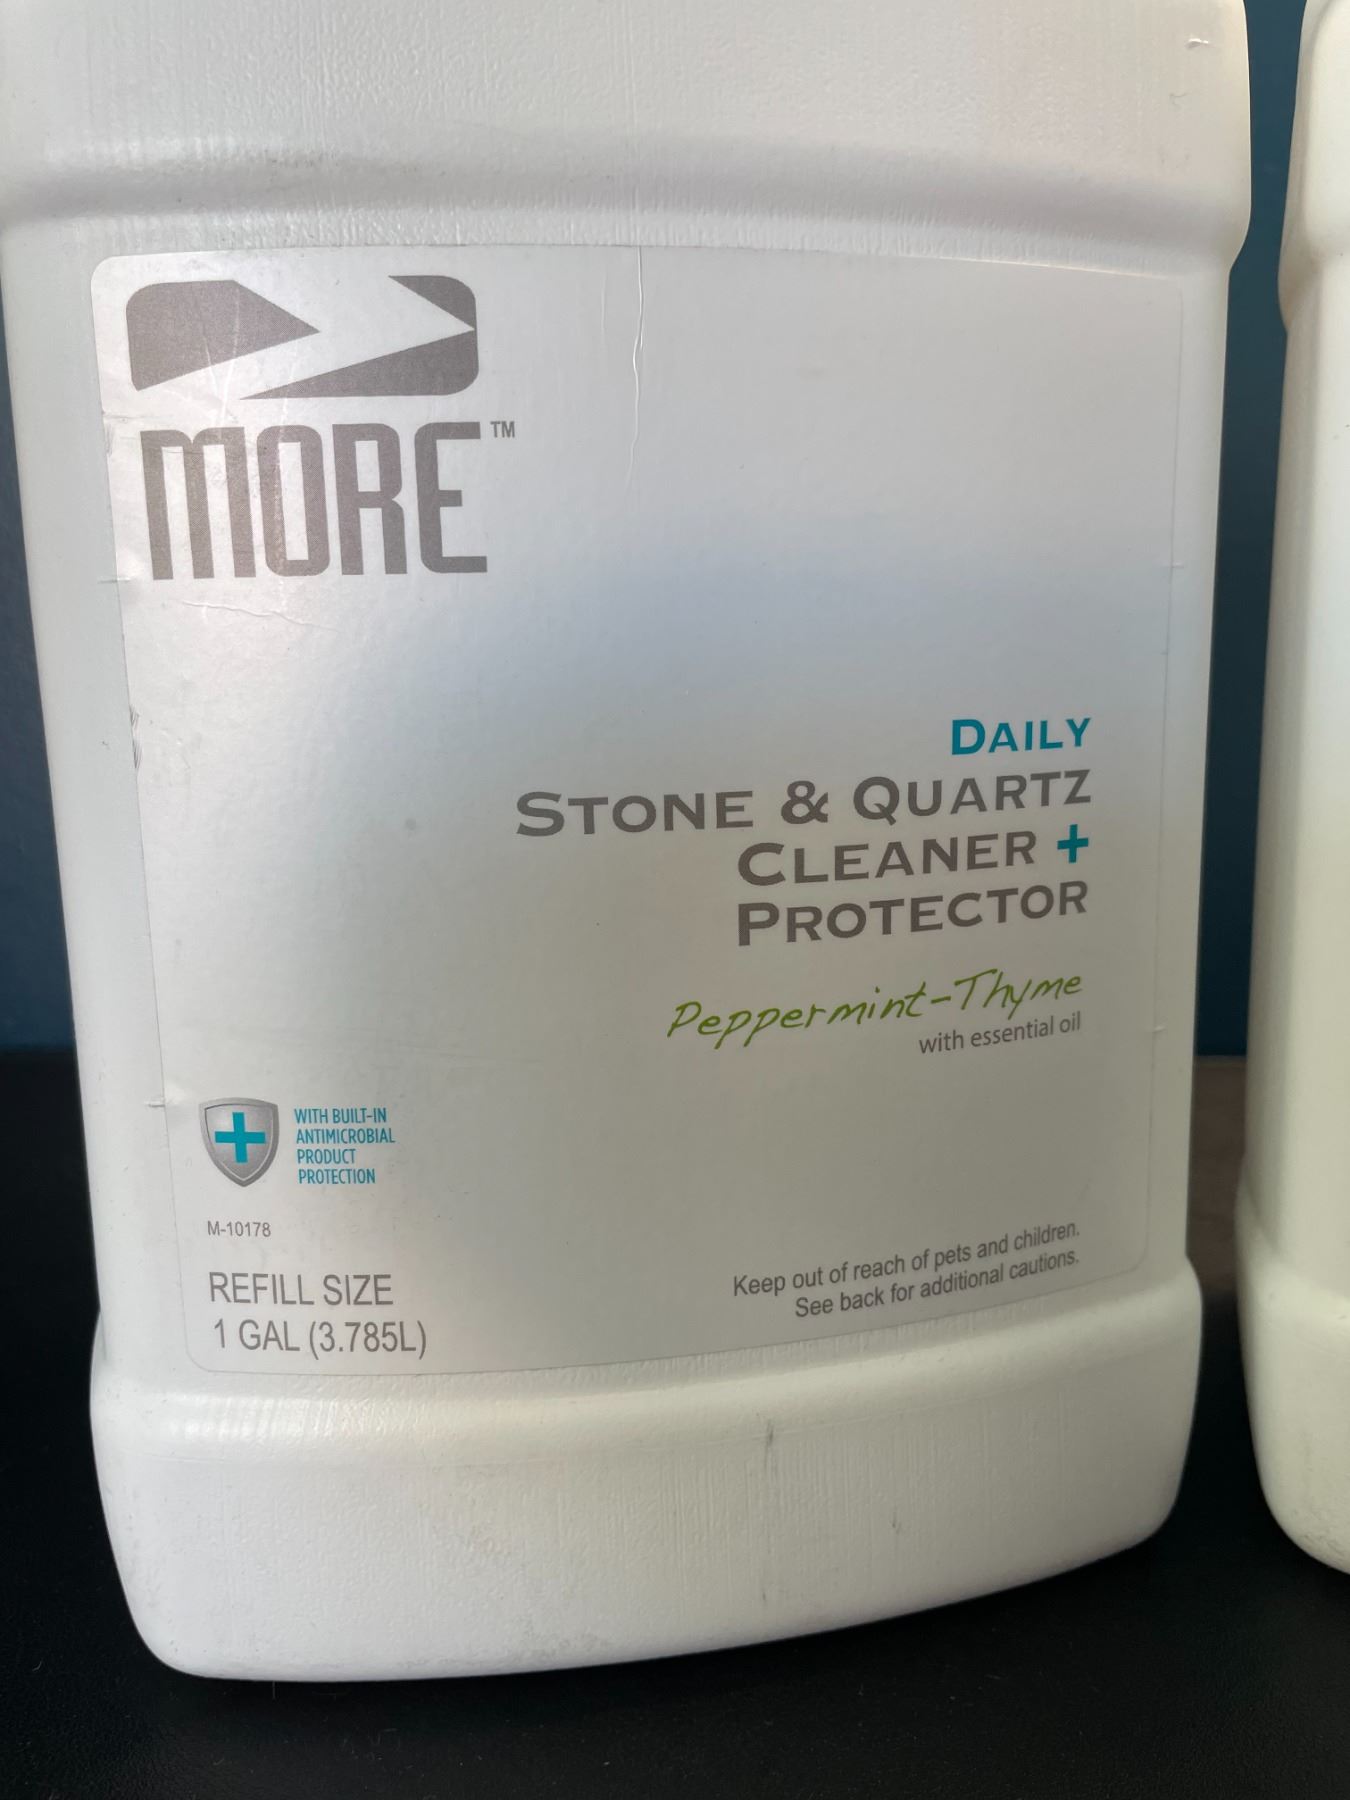 MORE™
DAILY
STONE & QUARTZ
CLEANER +
PROTECTOR
Peppermint-Thyme
with essential oil
WITH BUILT-IN
ANTIMICROBIAL
PRODUCT
PROTECTION
M-10178
REFILL SIZE
1 GAL (3.785L)
Keep out of reach of pets and children.
See back for additional cautions.